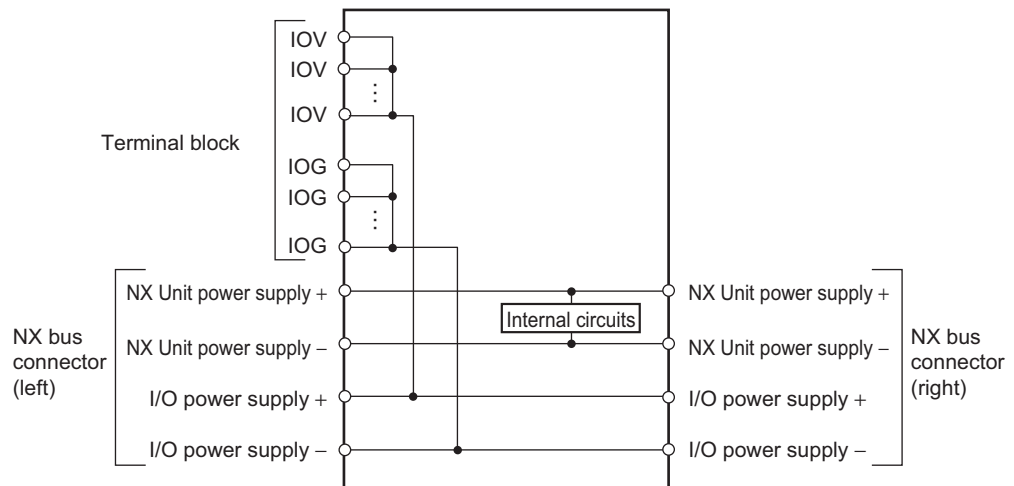 IOV
IOV
IOV
Terminal block
IOG
IOG
IOG
NX bus
connector
(left)
NX Unit power supply +
NX Unit power supply −
I/O power supply +
I/O power supply −
Internal circuits
NX Unit power supply +
NX Unit power supply −
I/O power supply +
I/O power supply −
NX bus
connector
(right)